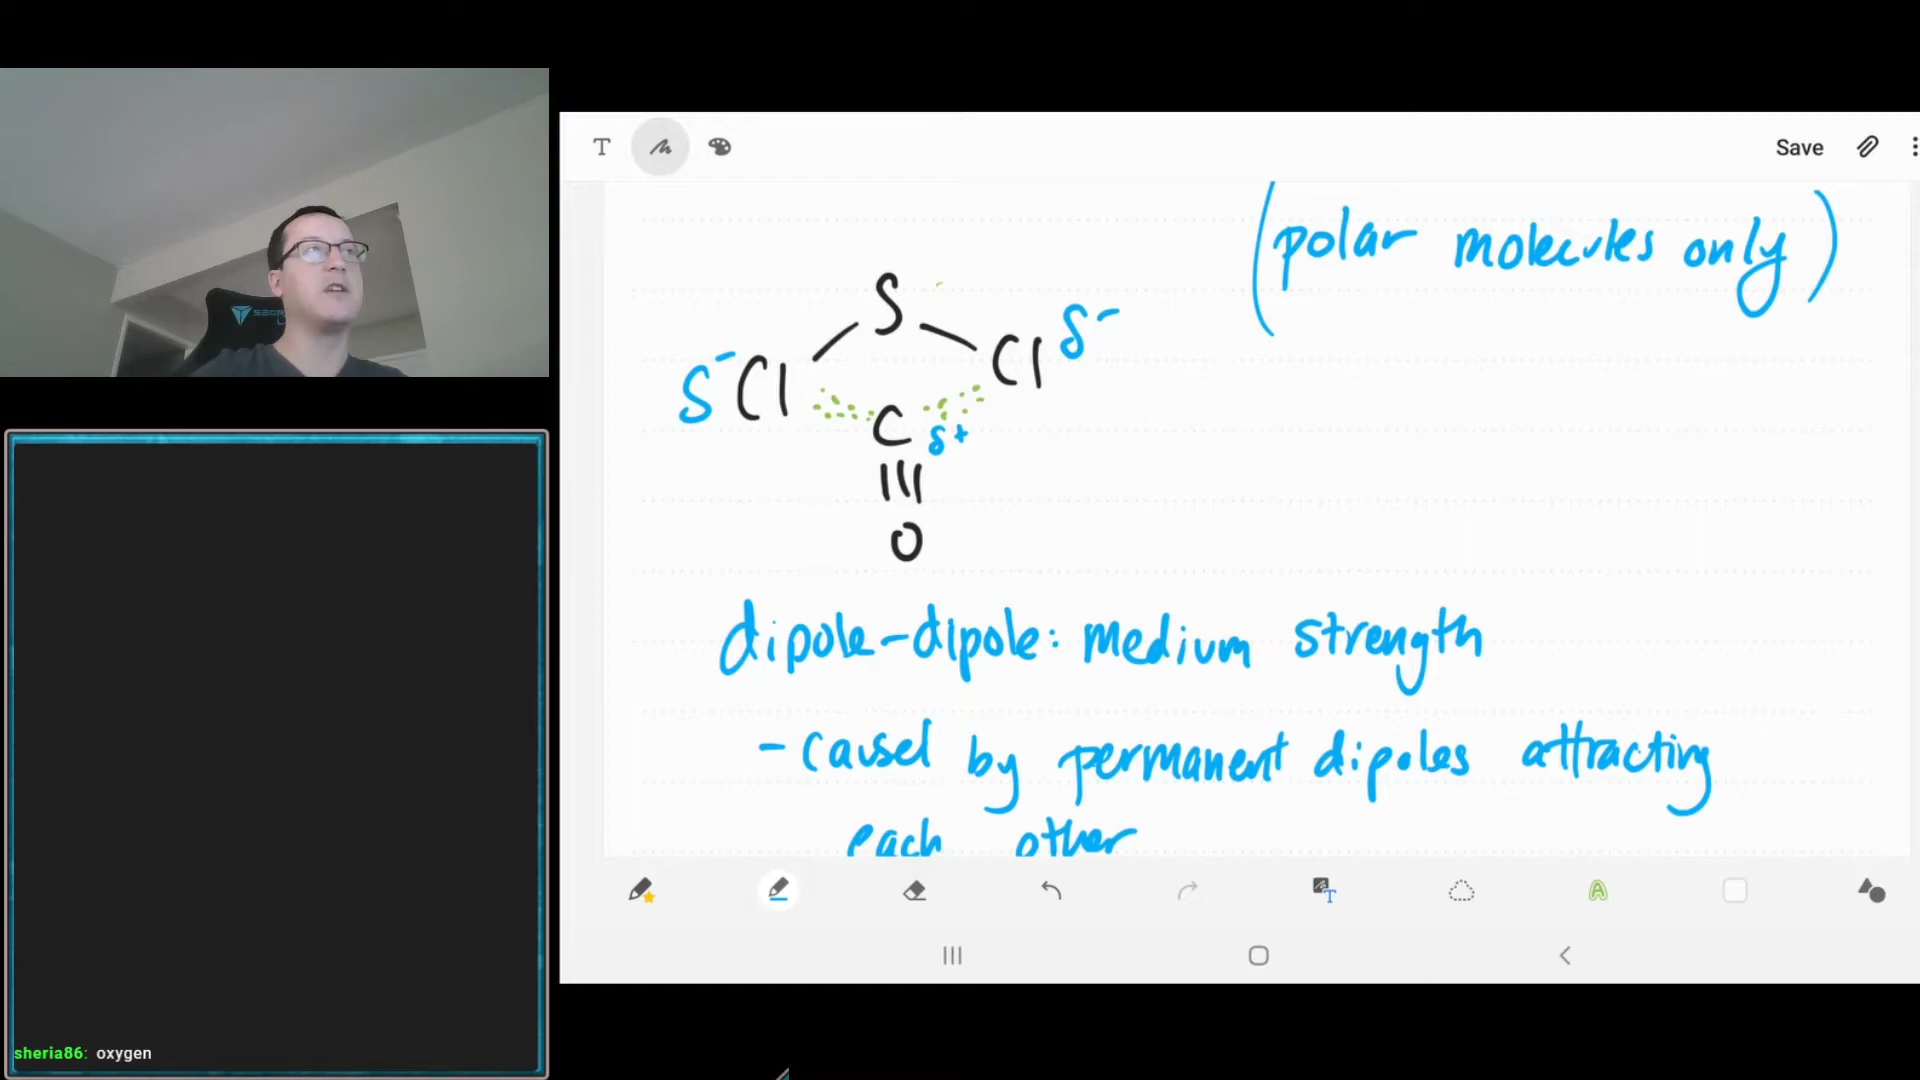 T
Save
(polar molecules only)
S
δ- Cl
Cl δ-
C δ+
O
dipole-dipole: medium strength
- caused by permanent dipoles attracting
each other
sheria86: oxygen